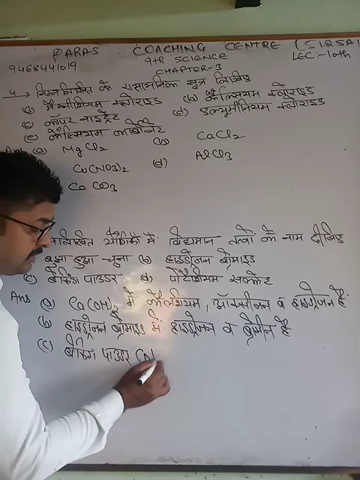 PARAS COACHING CENTRE (SIRSA)
9468441019 9TH SCIENCE LEC-10th
CHAPTER-3
निम्नलिखित के रासायनिक सूत्र लिखिए
(a) मैग्नीशियम क्लोराइड (b) कैल्सियम क्लोराइड
(c) कॉपर नाइट्रेट (d) एल्युमीनियम क्लोराइड
(e) कैल्सियम कार्बोनेट
(a) MgCl2 (b) CaCl2
Cu(NO3)2 (d) AlCl3
CaCO3
यौगिकों में विद्यमान तत्वों के नाम दीजिए
बुझा हुआ चुना (b) हाइड्रोजन ब्रोमाइड
(c) बेकिंग पाउडर (d) पोटैशियम सल्फेट
Ans (a) Ca(OH)2 में कैल्शियम, ऑक्सीजन व हाइड्रोजन है
(b) हाइड्रोजन ब्रोमाइड में हाइड्रोजन व ब्रोमीन है
(c) बेकिंग पाउडर (N